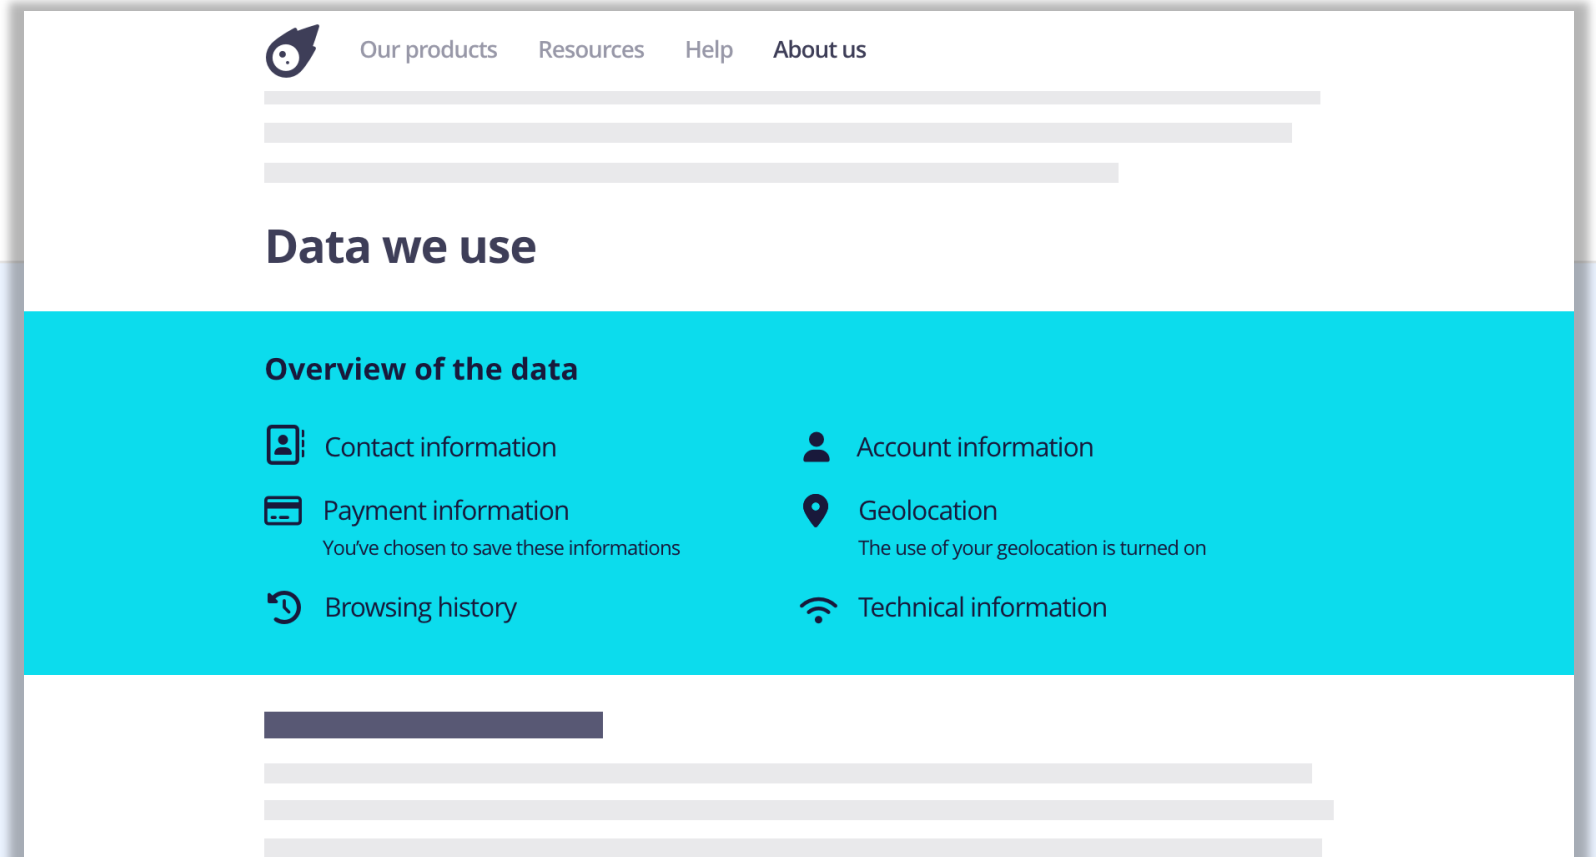 Our products Resources Help About us
Data we use
Overview of the data
Contact information
Account information
Payment information
You've chosen to save these informations
Geolocation
The use of your geolocation is turned on
Browsing history
Technical information